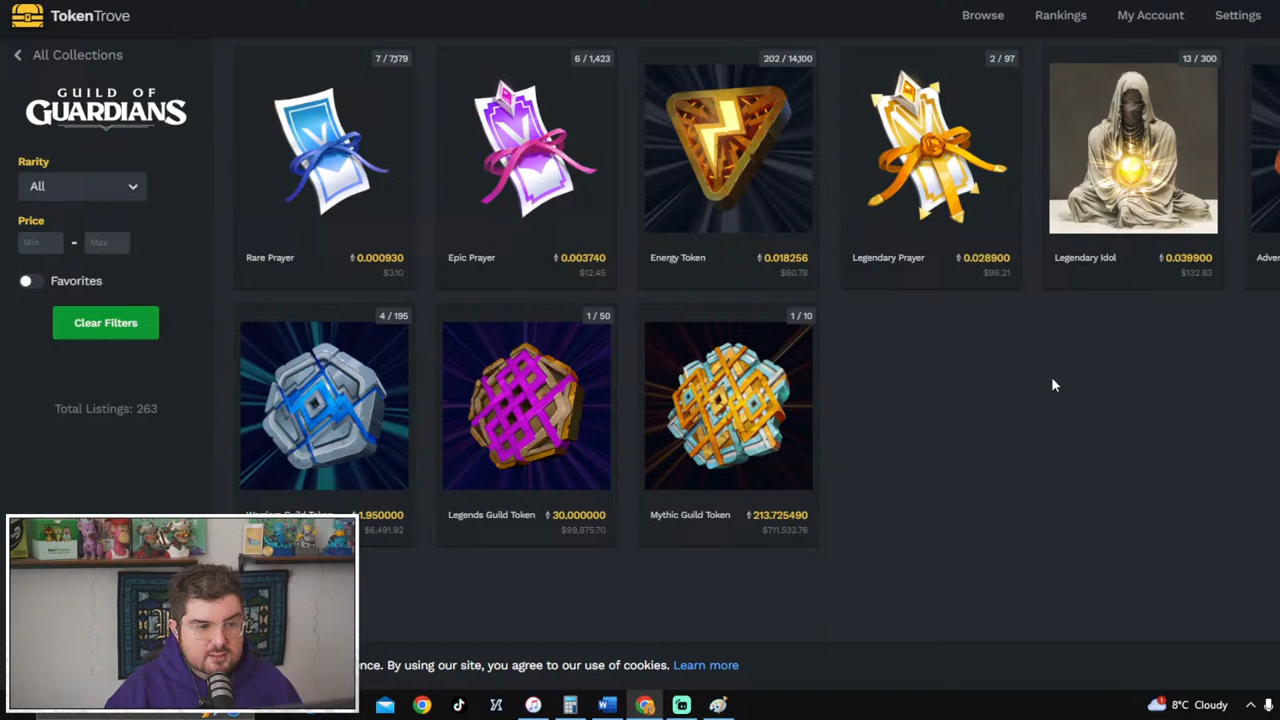 TokenTrove
Browse
Rankings
My Account
Settings
All Collections
GUILD OF
GUARDIANS
Rarity
All
Price
Min
-
Max
Favorites
Clear Filters
Total Listings: 263
7 / 7,179
Rare Prayer
0.000930
$3.10
6 / 1,423
Epic Prayer
0.003740
$12.45
202 / 14,100
Energy Token
0.018256
$60.78
2 / 97
Legendary Prayer
0.028900
$96.21
13 / 300
Legendary Idol
0.039900
$132.83
4 / 195
Warriors Guild Token
1.950000
$6,491.92
1 / 50
Legends Guild Token
30.000000
$99,875.70
1 / 10
Mythic Guild Token
213.725490
$711,532.76
By using our site, you agree to our use of cookies. Learn more
8°C Cloudy